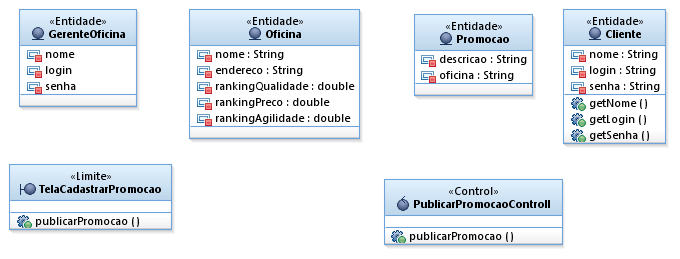 «Entidade»
GerenteOficina
nome
login
senha
«Entidade»
Oficina
nome : String
endereco : String
rankingQualidade : double
rankingPreco : double
rankingAgilidade : double
«Entidade»
Promocao
descricao : String
oficina : String
«Entidade»
Cliente
nome : String
login : String
senha : String
getNome ( )
getLogin ( )
getSenha ( )
«Limite»
TelaCadastrarPromocao
publicarPromocao ( )
«Control»
PublicarPromocaoControll
publicarPromocao ( )